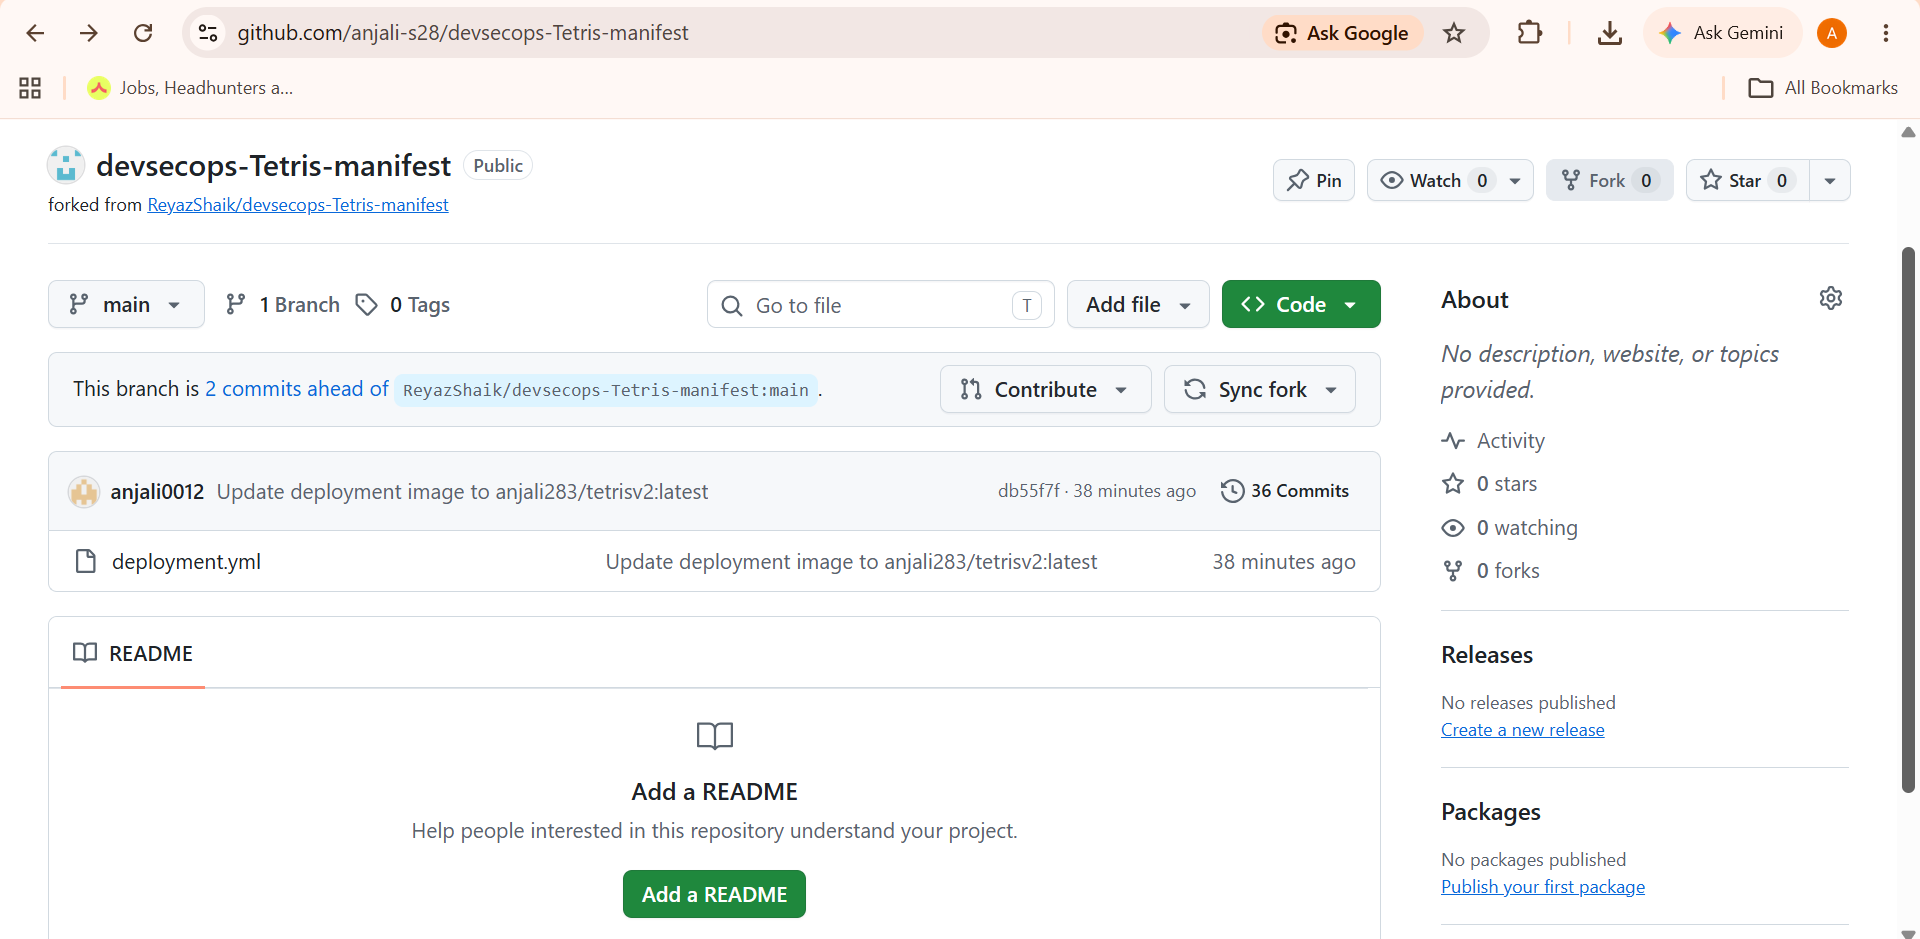 github.com/anjali-s28/devsecops-Tetris-manifest
Ask Google
Ask Gemini
A
Jobs, Headhunters a...
All Bookmarks
devsecops-Tetris-manifest
Public
forked from ReyazShaik/devsecops-Tetris-manifest
Pin
Watch 0
Fork 0
Star 0
main
1 Branch
0 Tags
Go to file
T
Add file
Code
This branch is 2 commits ahead of ReyazShaik/devsecops-Tetris-manifest:main.
Contribute
Sync fork
anjali0012 Update deployment image to anjali283/tetrisv2:latest
db55f7f · 38 minutes ago
36 Commits
deployment.yml
Update deployment image to anjali283/tetrisv2:latest
38 minutes ago
README
Add a README
Help people interested in this repository understand your project.
Add a README
About
No description, website, or topics
provided.
Activity
0 stars
0 watching
0 forks
Releases
No releases published
Create a new release
Packages
No packages published
Publish your first package